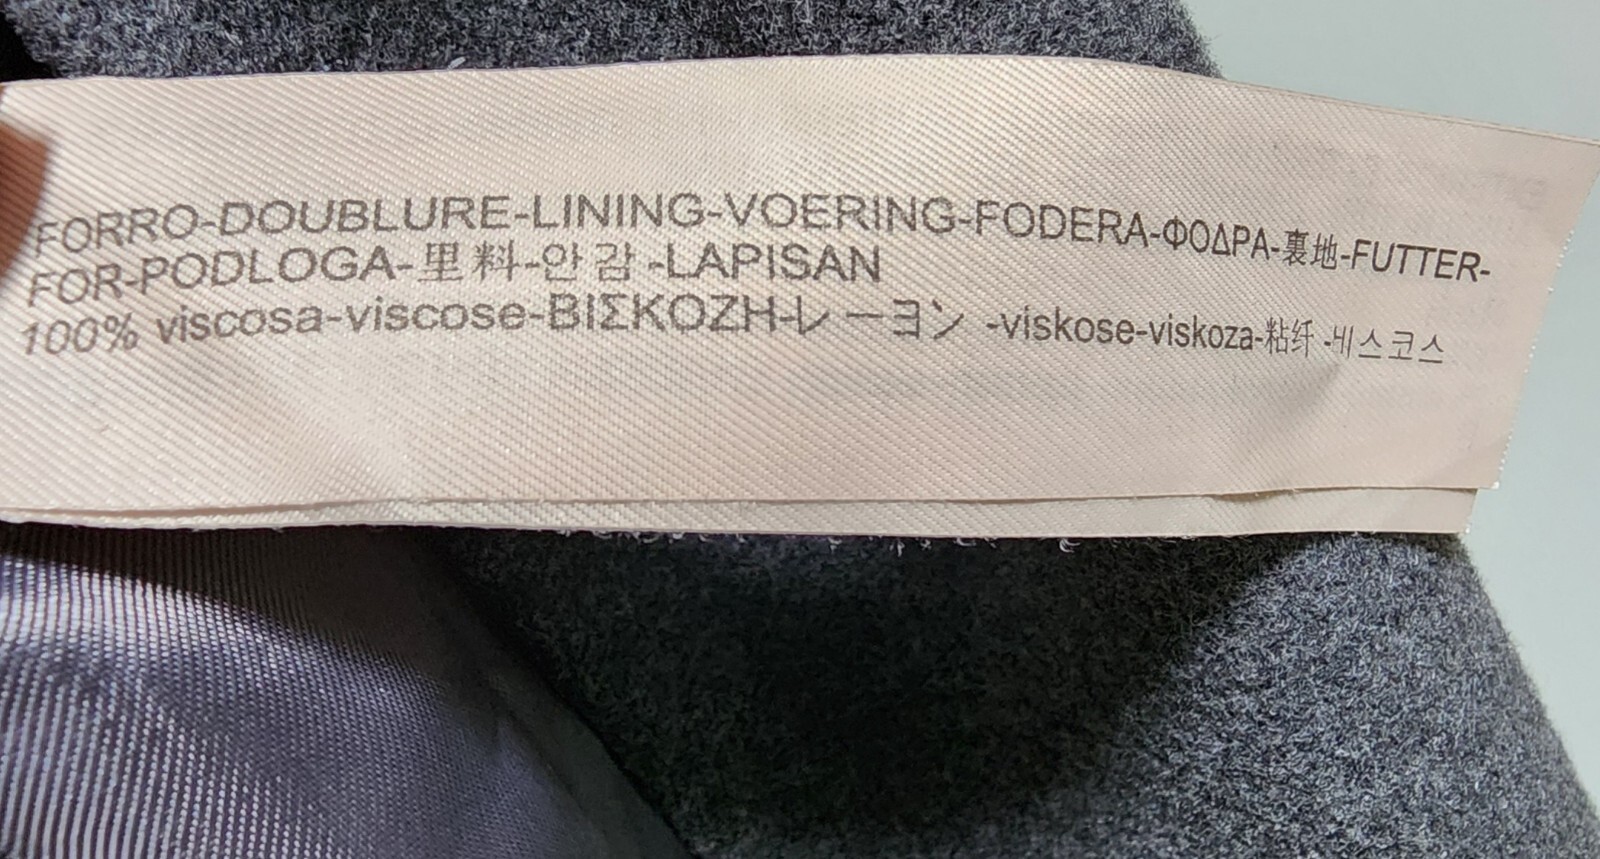 FORRO-DOUBLURE-LINING-VOERING-FODERA-ΦΟΔΡΑ-裏地-FUTTER-
FOR-PODLOGA-里料-안감-LAPISAN
100% viscosa-viscose-ΒΙΣΚΟΖΗ-レーヨン -viskose-viskoza-粘纤-비스코스